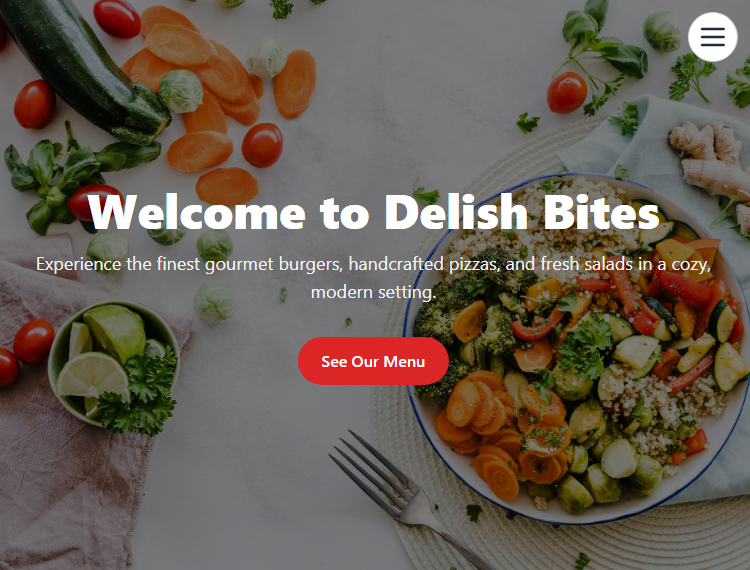 Welcome to Delish Bites
Experience the finest gourmet burgers, handcrafted pizzas, and fresh salads in a cozy,
modern setting.
See Our Menu